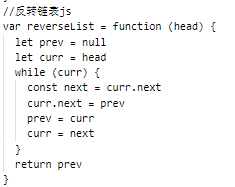 //反转链表js
var reverseList = function (head) {
  let prev = null
  let curr = head
  while (curr) {
    const next = curr.next
    curr.next = prev
    prev = curr
    curr = next
  }
  return prev
}